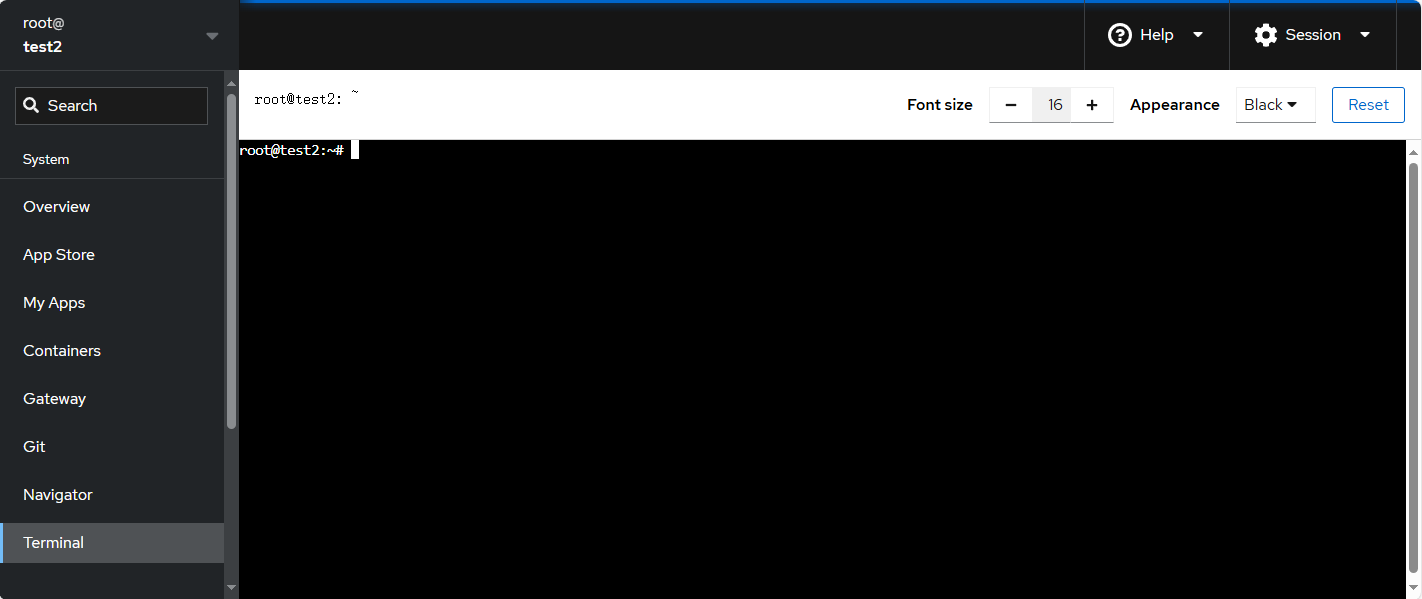 root@
test2
Help
Session
Search
root@test2: ~
Font size
16
Appearance
Black
Reset
System
root@test2:~#
Overview
App Store
My Apps
Containers
Gateway
Git
Navigator
Terminal